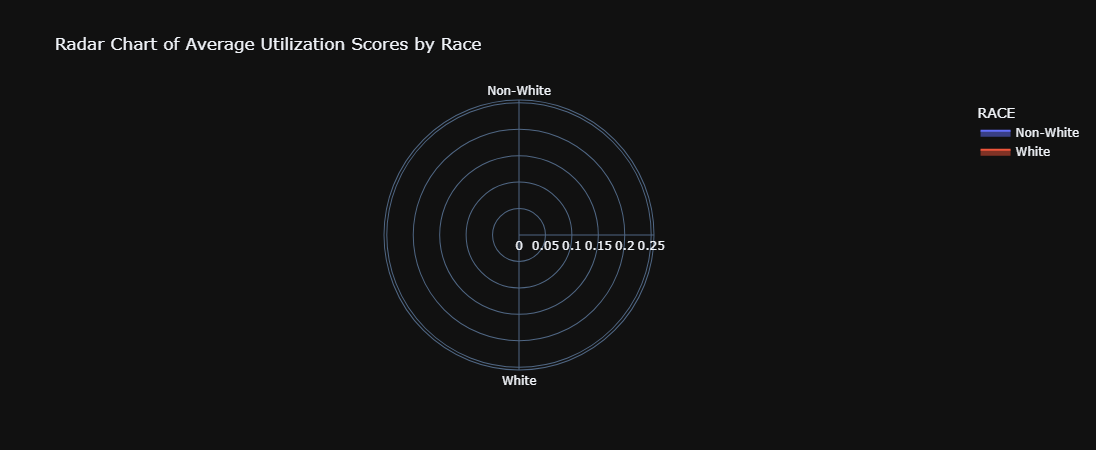 Radar Chart of Average Utilization Scores by Race
Non-White
RACE
Non-White
White
0 0.05 0.1 0.15 0.2 0.25
White